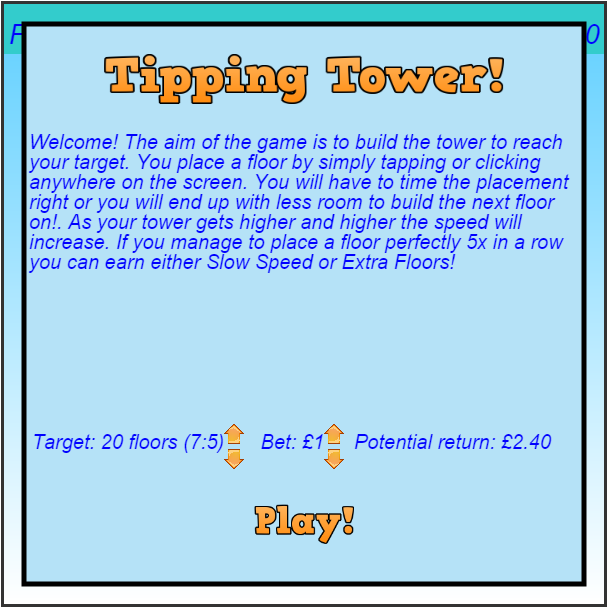 Tipping Tower!
Welcome! The aim of the game is to build the tower to reach
your target. You place a floor by simply tapping or clicking
anywhere on the screen. You will have to time the placement
right or you will end up with less room to build the next floor
on!. As your tower gets higher and higher the speed will
increase. If you manage to place a floor perfectly 5x in a row
you can earn either Slow Speed or Extra Floors!
Target: 20 floors (7:5) Bet: £1 Potential return: £2.40
Play!